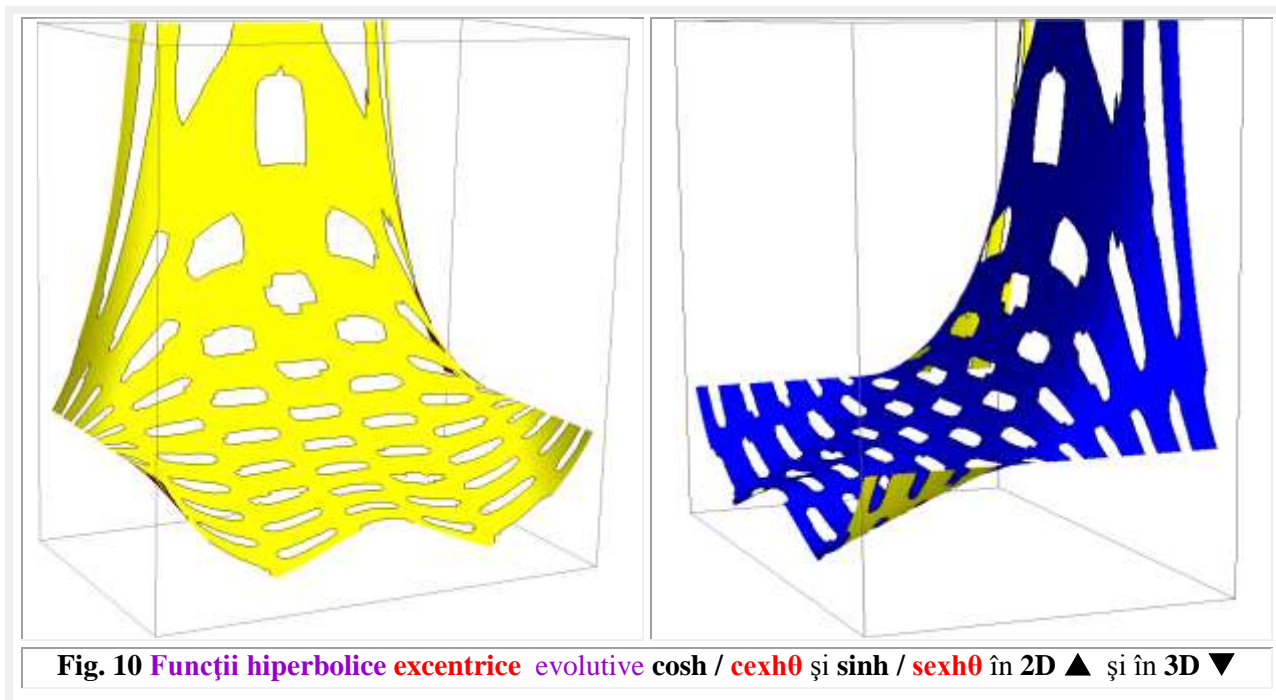 Fig. 10 Funcţii hiperbolice excentrice evolutive cosh / cexhθ şi sinh / sexhθ în 2D ▲ şi în 3D ▼